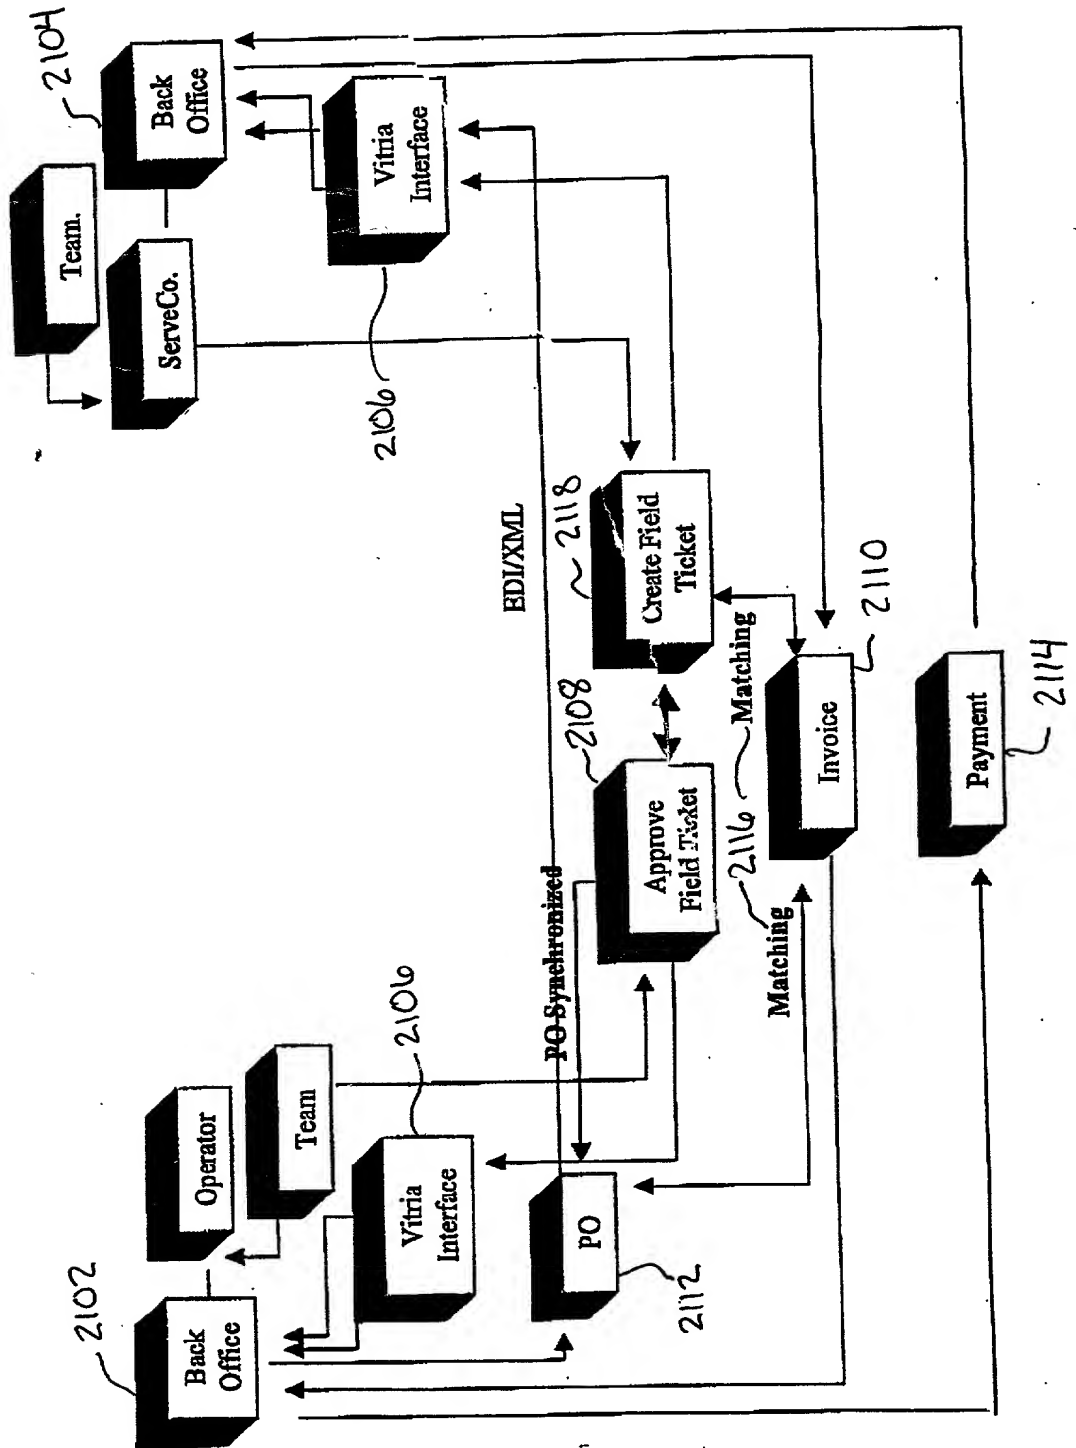 2102
Back
Office
Operator
Team
Team.
ServeCo.
2104
Back
Office
Vitria
Interface
2106
2106
Vitria
Interface
EDI/XML
PO Synchronized
PO
2112
2108
Approve
Field Ticket
2118
Create Field
Ticket
Matching
2116
Matching
Invoice
2110
Payment
2114